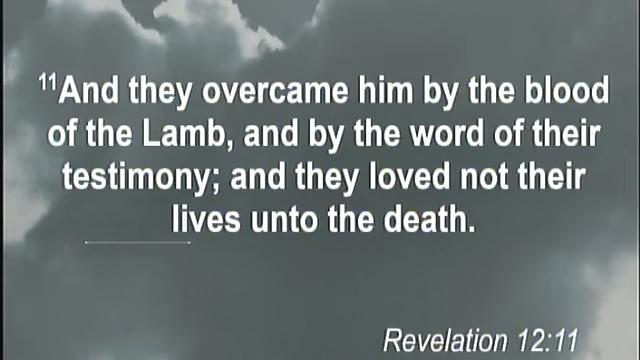 11And they overcame him by the blood
of the Lamb, and by the word of their
testimony; and they loved not their
lives unto the death.
Revelation 12:11